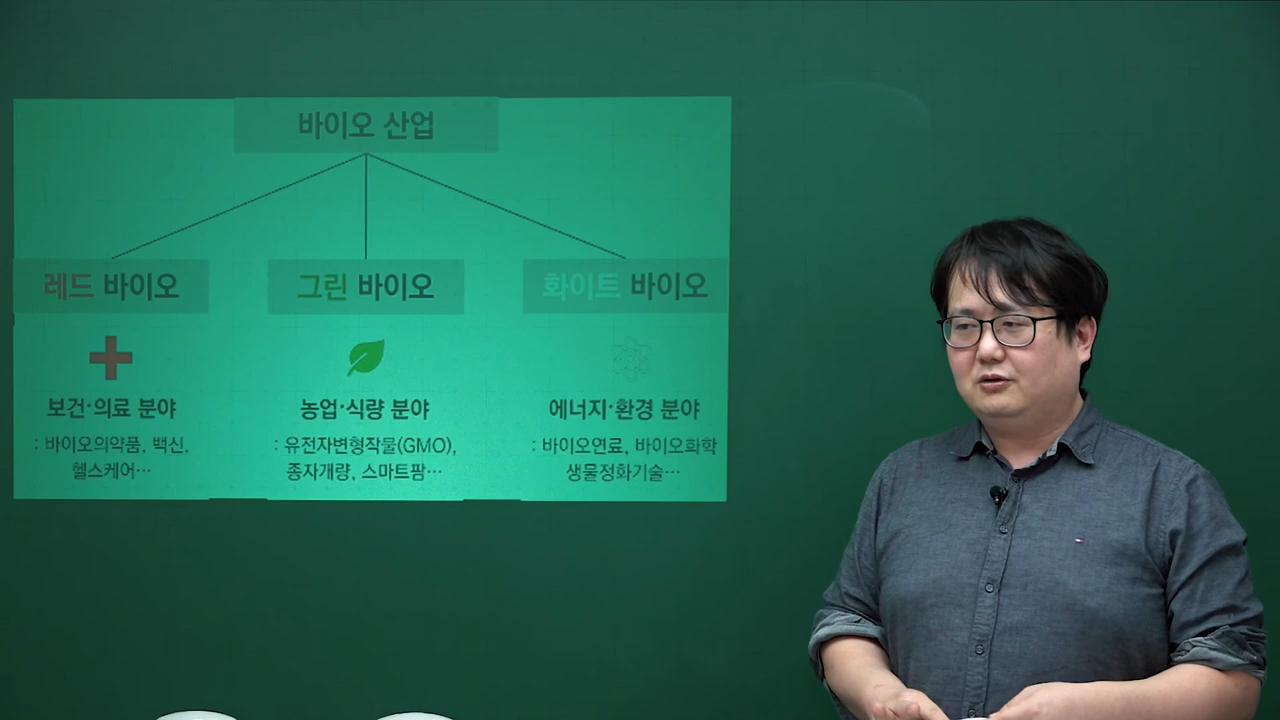 바이오 산업
레드 바이오
그린 바이오
화이트 바이오
보건·의료 분야
: 바이오의약품, 백신,
헬스케어…
농업·식량 분야
: 유전자변형작물(GMO),
종자개량, 스마트팜…
에너지·환경 분야
: 바이오연료, 바이오화학
생물정화기술…